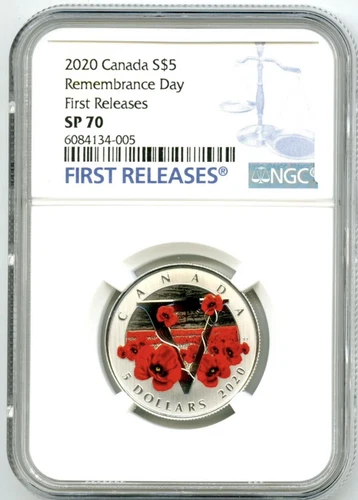 2020 Canada S$5
Remembrance Day
First Releases
SP 70
6084134-005
FIRST RELEASES®
NGC®
CANADA
5 DOLLARS 2020